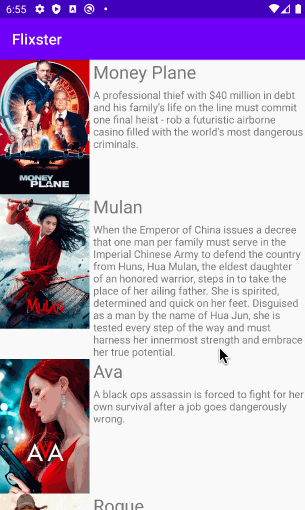 6:55
Flixster
Money Plane
A professional thief with $40 million in debt
and his family's life on the line must commit
one final heist - rob a futuristic airborne
casino filled with the world's most dangerous
criminals.
MONEY
PLANE
Mulan
When the Emperor of China issues a decree
that one man per family must serve in the
Imperial Chinese Army to defend the country
from Huns, Hua Mulan, the eldest daughter
of an honored warrior, steps in to take the
place of her ailing father. She is spirited,
determined and quick on her feet. Disguised
as a man by the name of Hua Jun, she is
tested every step of the way and must
harness her innermost strength and embrace
her true potential.
MULAN
Ava
A black ops assassin is forced to fight for her
own survival after a job goes dangerously
wrong.
AVA
Rogue